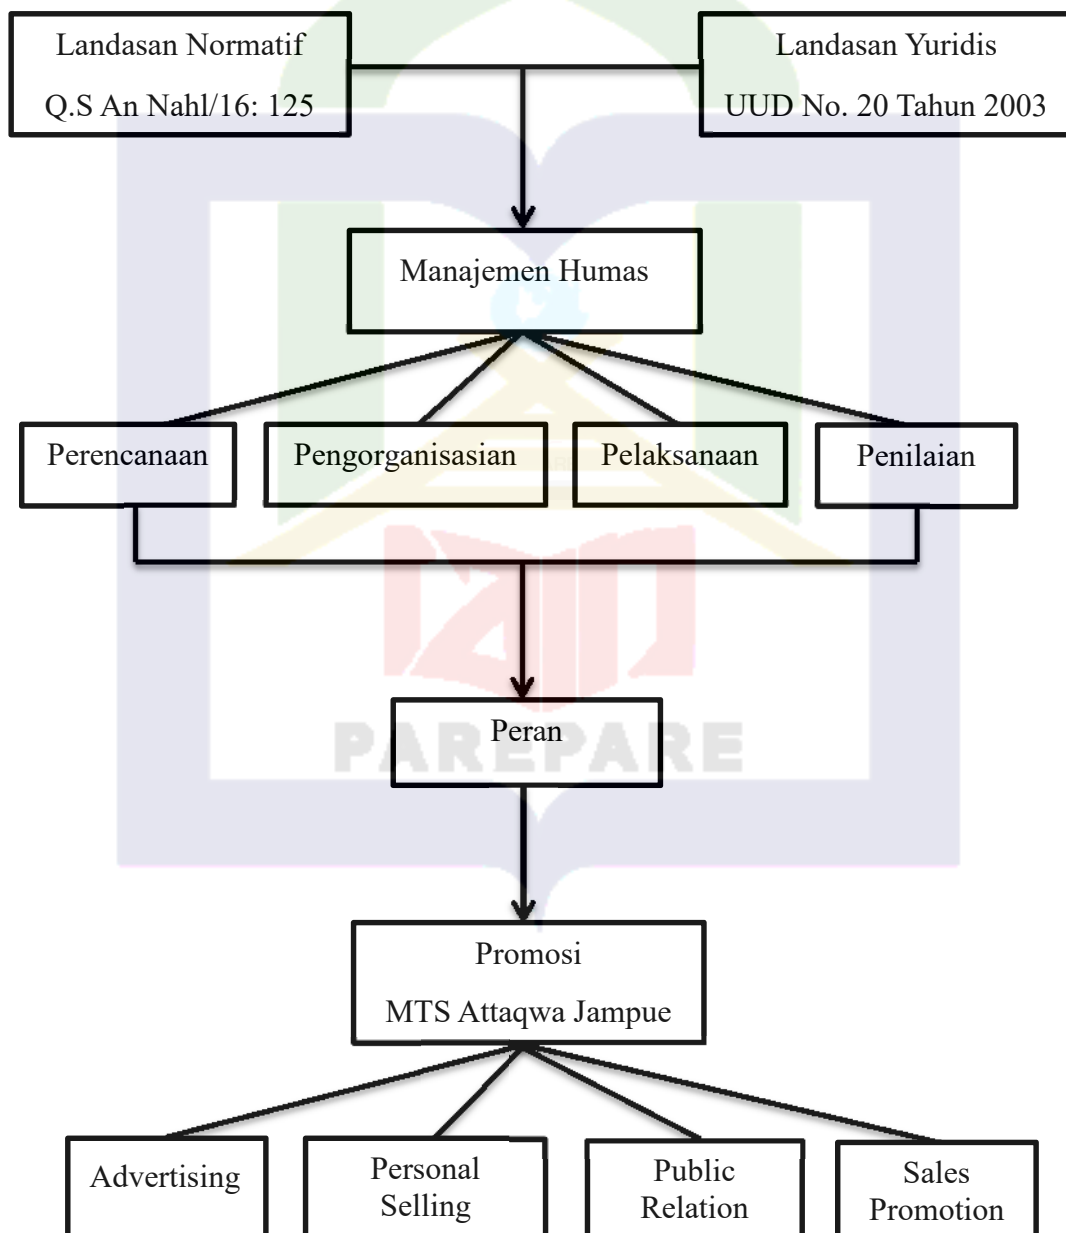 Landasan Normatif
Q.S An Nahl/16: 125
Landasan Yuridis
UUD No. 20 Tahun 2003
Manajemen Humas
Perencanaan
Pengorganisasian
Pelaksanaan
Penilaian
Peran
PAREPARE
Promosi
MTS Attaqwa Jampue
Advertising
Personal
Selling
Public
Relation
Sales
Promotion